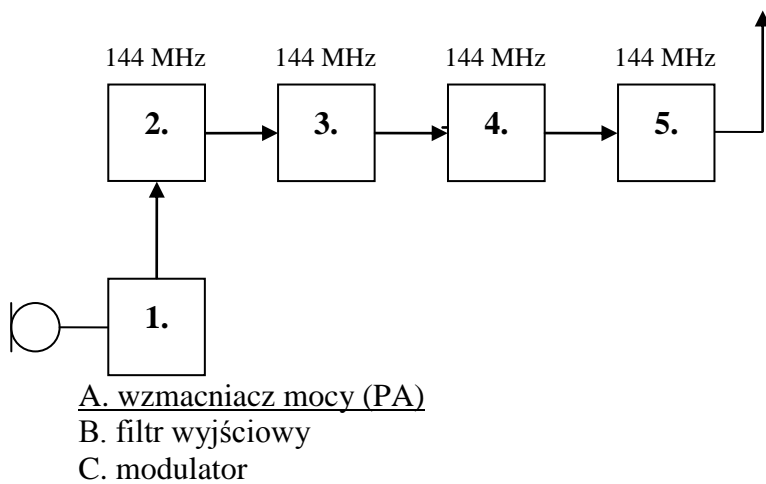 144 MHz 144 MHz 144 MHz 144 MHz
2. 3. 4. 5.
1.
A. wzmacniacz mocy (PA)
B. filtr wyjściowy
C. modulator